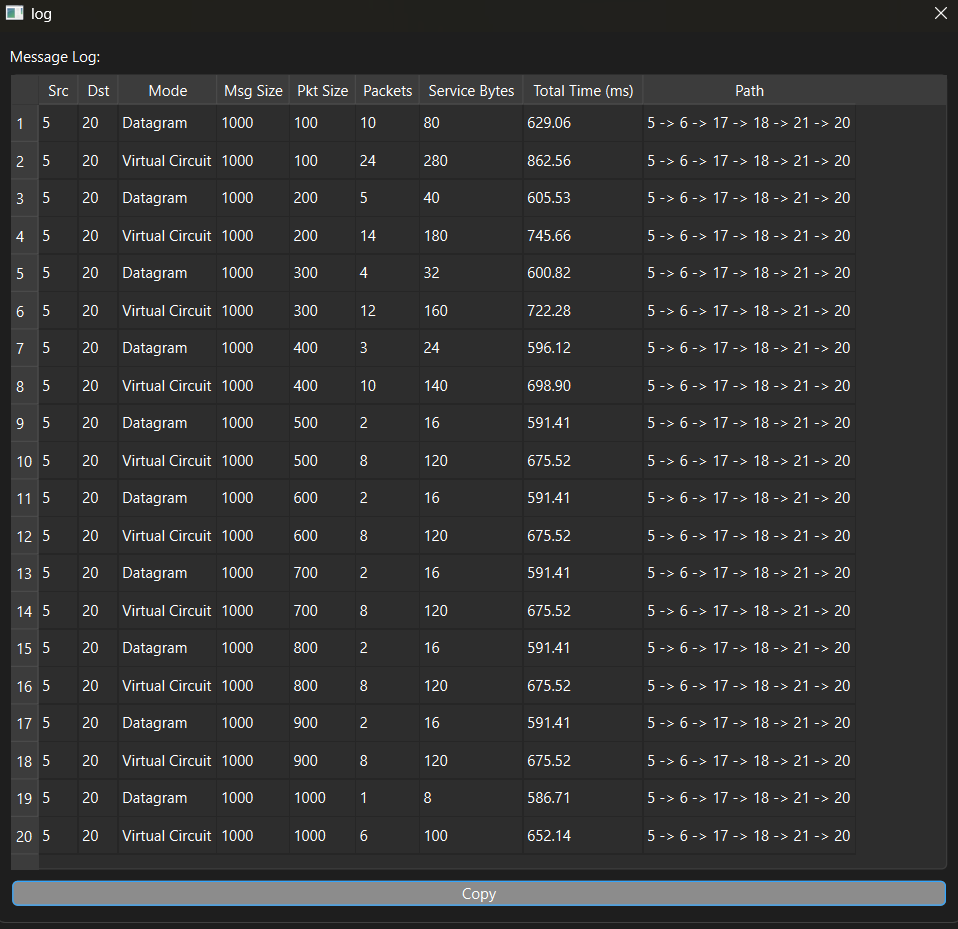 log
Message Log:
Src Dst Mode Msg Size Pkt Size Packets Service Bytes Total Time (ms) Path
1 5 20 Datagram 1000 100 10 80 629.06 5 -> 6 -> 17 -> 18 -> 21 -> 20
2 5 20 Virtual Circuit 1000 100 24 280 862.56 5 -> 6 -> 17 -> 18 -> 21 -> 20
3 5 20 Datagram 1000 200 5 40 605.53 5 -> 6 -> 17 -> 18 -> 21 -> 20
4 5 20 Virtual Circuit 1000 200 14 180 745.66 5 -> 6 -> 17 -> 18 -> 21 -> 20
5 5 20 Datagram 1000 300 4 32 600.82 5 -> 6 -> 17 -> 18 -> 21 -> 20
6 5 20 Virtual Circuit 1000 300 12 160 722.28 5 -> 6 -> 17 -> 18 -> 21 -> 20
7 5 20 Datagram 1000 400 3 24 596.12 5 -> 6 -> 17 -> 18 -> 21 -> 20
8 5 20 Virtual Circuit 1000 400 10 140 698.90 5 -> 6 -> 17 -> 18 -> 21 -> 20
9 5 20 Datagram 1000 500 2 16 591.41 5 -> 6 -> 17 -> 18 -> 21 -> 20
10 5 20 Virtual Circuit 1000 500 8 120 675.52 5 -> 6 -> 17 -> 18 -> 21 -> 20
11 5 20 Datagram 1000 600 2 16 591.41 5 -> 6 -> 17 -> 18 -> 21 -> 20
12 5 20 Virtual Circuit 1000 600 8 120 675.52 5 -> 6 -> 17 -> 18 -> 21 -> 20
13 5 20 Datagram 1000 700 2 16 591.41 5 -> 6 -> 17 -> 18 -> 21 -> 20
14 5 20 Virtual Circuit 1000 700 8 120 675.52 5 -> 6 -> 17 -> 18 -> 21 -> 20
15 5 20 Datagram 1000 800 2 16 591.41 5 -> 6 -> 17 -> 18 -> 21 -> 20
16 5 20 Virtual Circuit 1000 800 8 120 675.52 5 -> 6 -> 17 -> 18 -> 21 -> 20
17 5 20 Datagram 1000 900 2 16 591.41 5 -> 6 -> 17 -> 18 -> 21 -> 20
18 5 20 Virtual Circuit 1000 900 8 120 675.52 5 -> 6 -> 17 -> 18 -> 21 -> 20
19 5 20 Datagram 1000 1000 1 8 586.71 5 -> 6 -> 17 -> 18 -> 21 -> 20
20 5 20 Virtual Circuit 1000 1000 6 100 652.14 5 -> 6 -> 17 -> 18 -> 21 -> 20
Copy